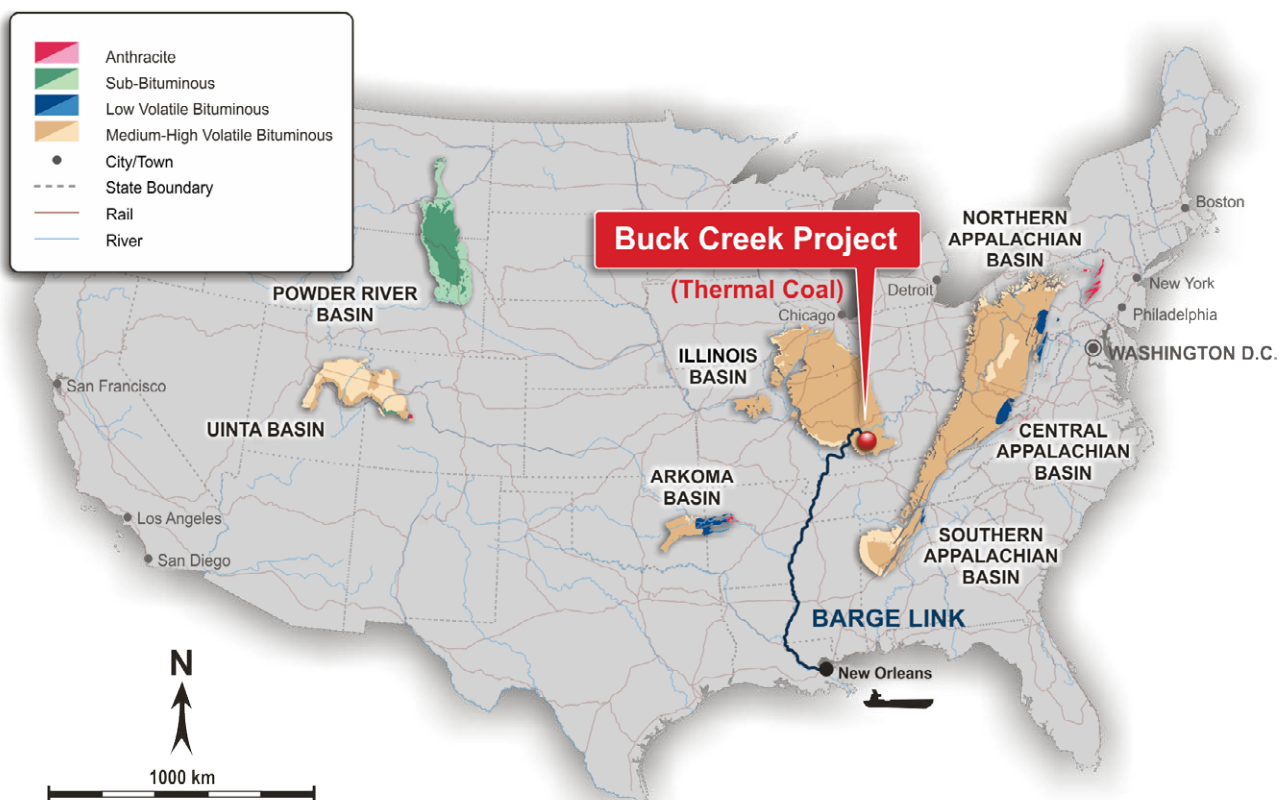 Anthracite
Sub-Bituminous
Low Volatile Bituminous
Medium-High Volatile Bituminous
City/Town
State Boundary
Rail
River
Buck Creek Project
(Thermal Coal)
NORTHERN
APPALACHIAN
BASIN
Boston
Detroit
New York
Chicago
Philadelphia
WASHINGTON D.C.
POWDER RIVER
BASIN
ILLINOIS
BASIN
San Francisco
UINTA BASIN
CENTRAL
APPALACHIAN
BASIN
ARKOMA
BASIN
Los Angeles
San Diego
SOUTHERN
APPALACHIAN
BASIN
BARGE LINK
New Orleans
N
1000 km